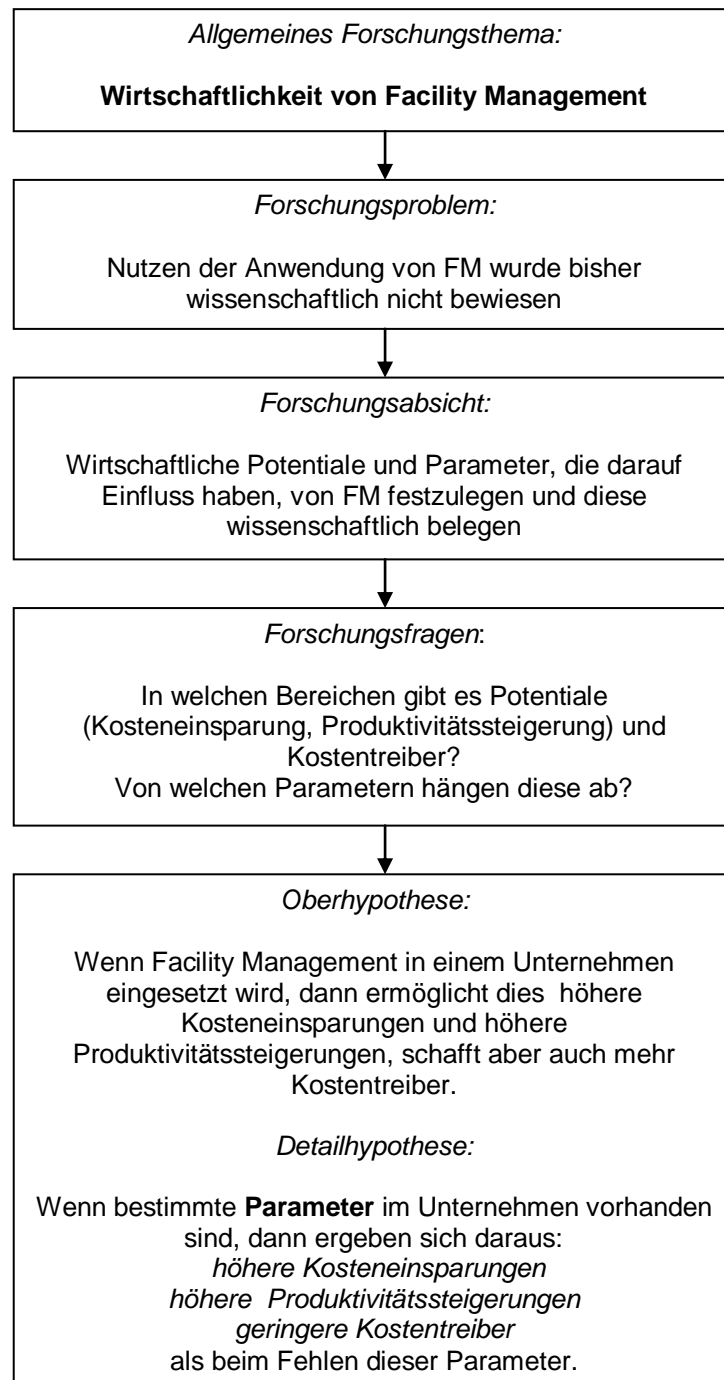 Allgemeines Forschungsthema:
Wirtschaftlichkeit von Facility Management
Forschungsproblem:
Nutzen der Anwendung von FM wurde bisher
wissenschaftlich nicht bewiesen
Forschungsabsicht:
Wirtschaftliche Potentiale und Parameter, die darauf
Einfluss haben, von FM festzulegen und diese
wissenschaftlich belegen
Forschungsfragen:
In welchen Bereichen gibt es Potentiale
(Kosteneinsparung, Produktivitätssteigerung) und
Kostentreiber?
Von welchen Parametern hängen diese ab?
Oberhypothese:
Wenn Facility Management in einem Unternehmen
eingesetzt wird, dann ermöglicht dies  höhere
Kosteneinsparungen und höhere
Produktivitätssteigerungen, schafft aber auch mehr
Kostentreiber.
Detailhypothese:
Wenn bestimmte Parameter im Unternehmen vorhanden
sind, dann ergeben sich daraus:
höhere Kosteneinsparungen
höhere  Produktivitätssteigerungen
geringere Kostentreiber
als beim Fehlen dieser Parameter.